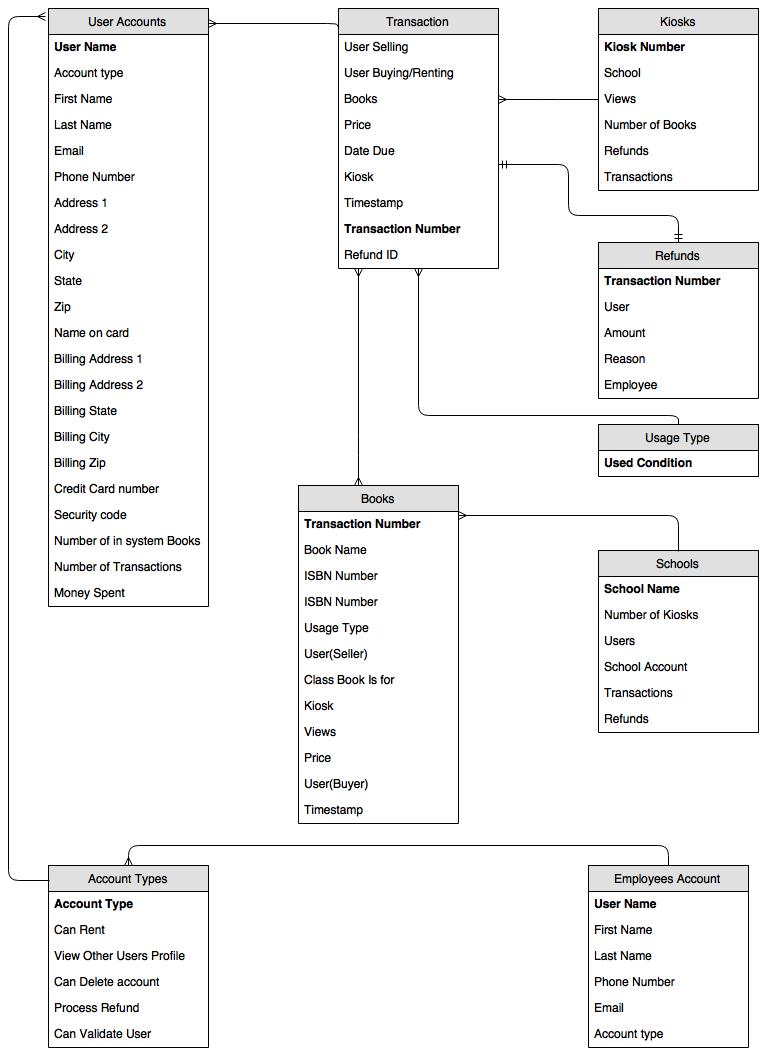 User Accounts
User Name
Account type
First Name
Last Name
Email
Phone Number
Address 1
Address 2
City
State
Zip
Name on card
Billing Address 1
Billing Address 2
Billing State
Billing City
Billing Zip
Credit Card number
Security code
Number of in system Books
Number of Transactions
Money Spent
Transaction
User Selling
User Buying/Renting
Books
Price
Date Due
Kiosk
Timestamp
Transaction Number
Refund ID
Kiosks
Kiosk Number
School
Views
Number of Books
Refunds
Transactions
Refunds
Transaction Number
User
Amount
Reason
Employee
Usage Type
Used Condition
Books
Transaction Number
Book Name
ISBN Number
ISBN Number
Usage Type
User(Seller)
Class Book Is for
Kiosk
Views
Price
User(Buyer)
Timestamp
Schools
School Name
Number of Kiosks
Users
School Account
Transactions
Refunds
Account Types
Account Type
Can Rent
View Other Users Profile
Can Delete account
Process Refund
Can Validate User
Employees Account
User Name
First Name
Last Name
Phone Number
Email
Account type